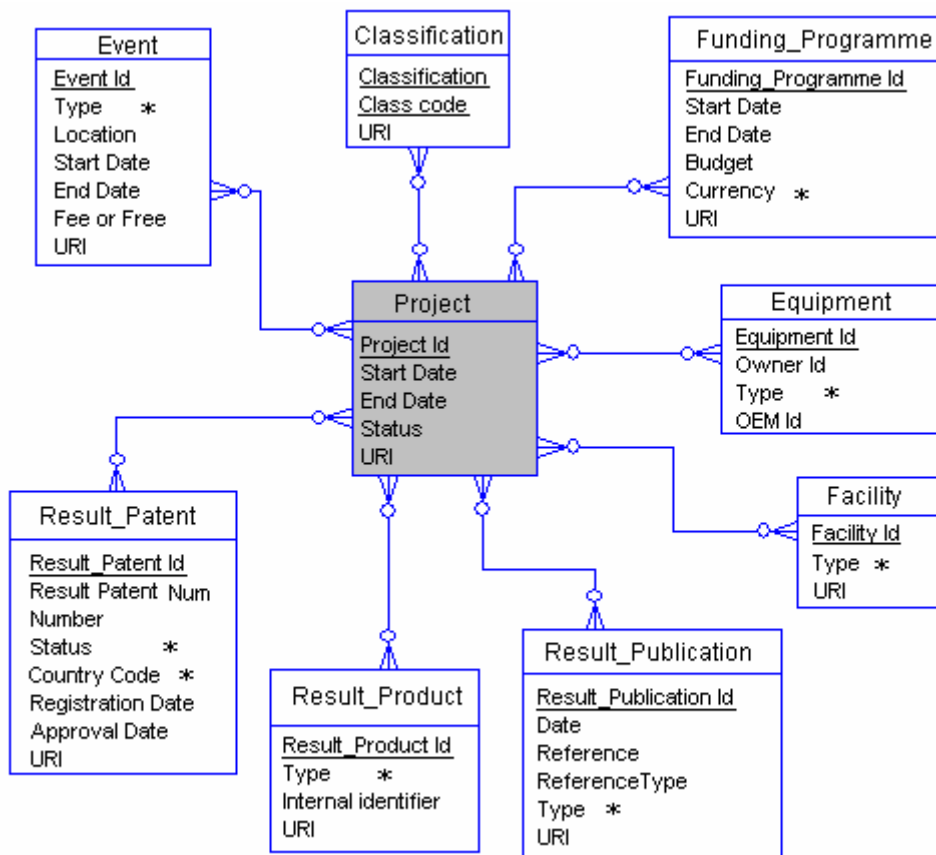 Event
Event Id
Type *
Location
Start Date
End Date
Fee or Free
URI
Classification
Classification
Class code
URI
Funding_Programme
Funding_Programme Id
Start Date
End Date
Budget
Currency *
URI
Project
Project Id
Start Date
End Date
Status
URI
Equipment
Equipment Id
Owner Id
Type *
OEM Id
Facility
Facility Id
Type *
URI
Result_Patent
Result_Patent Id
Result Patent Num
Number
Status *
Country Code *
Registration Date
Approval Date
URI
Result_Product
Result_Product Id
Type *
Internal identifier
URI
Result_Publication
Result_Publication Id
Date
Reference
ReferenceType
Type *
URI